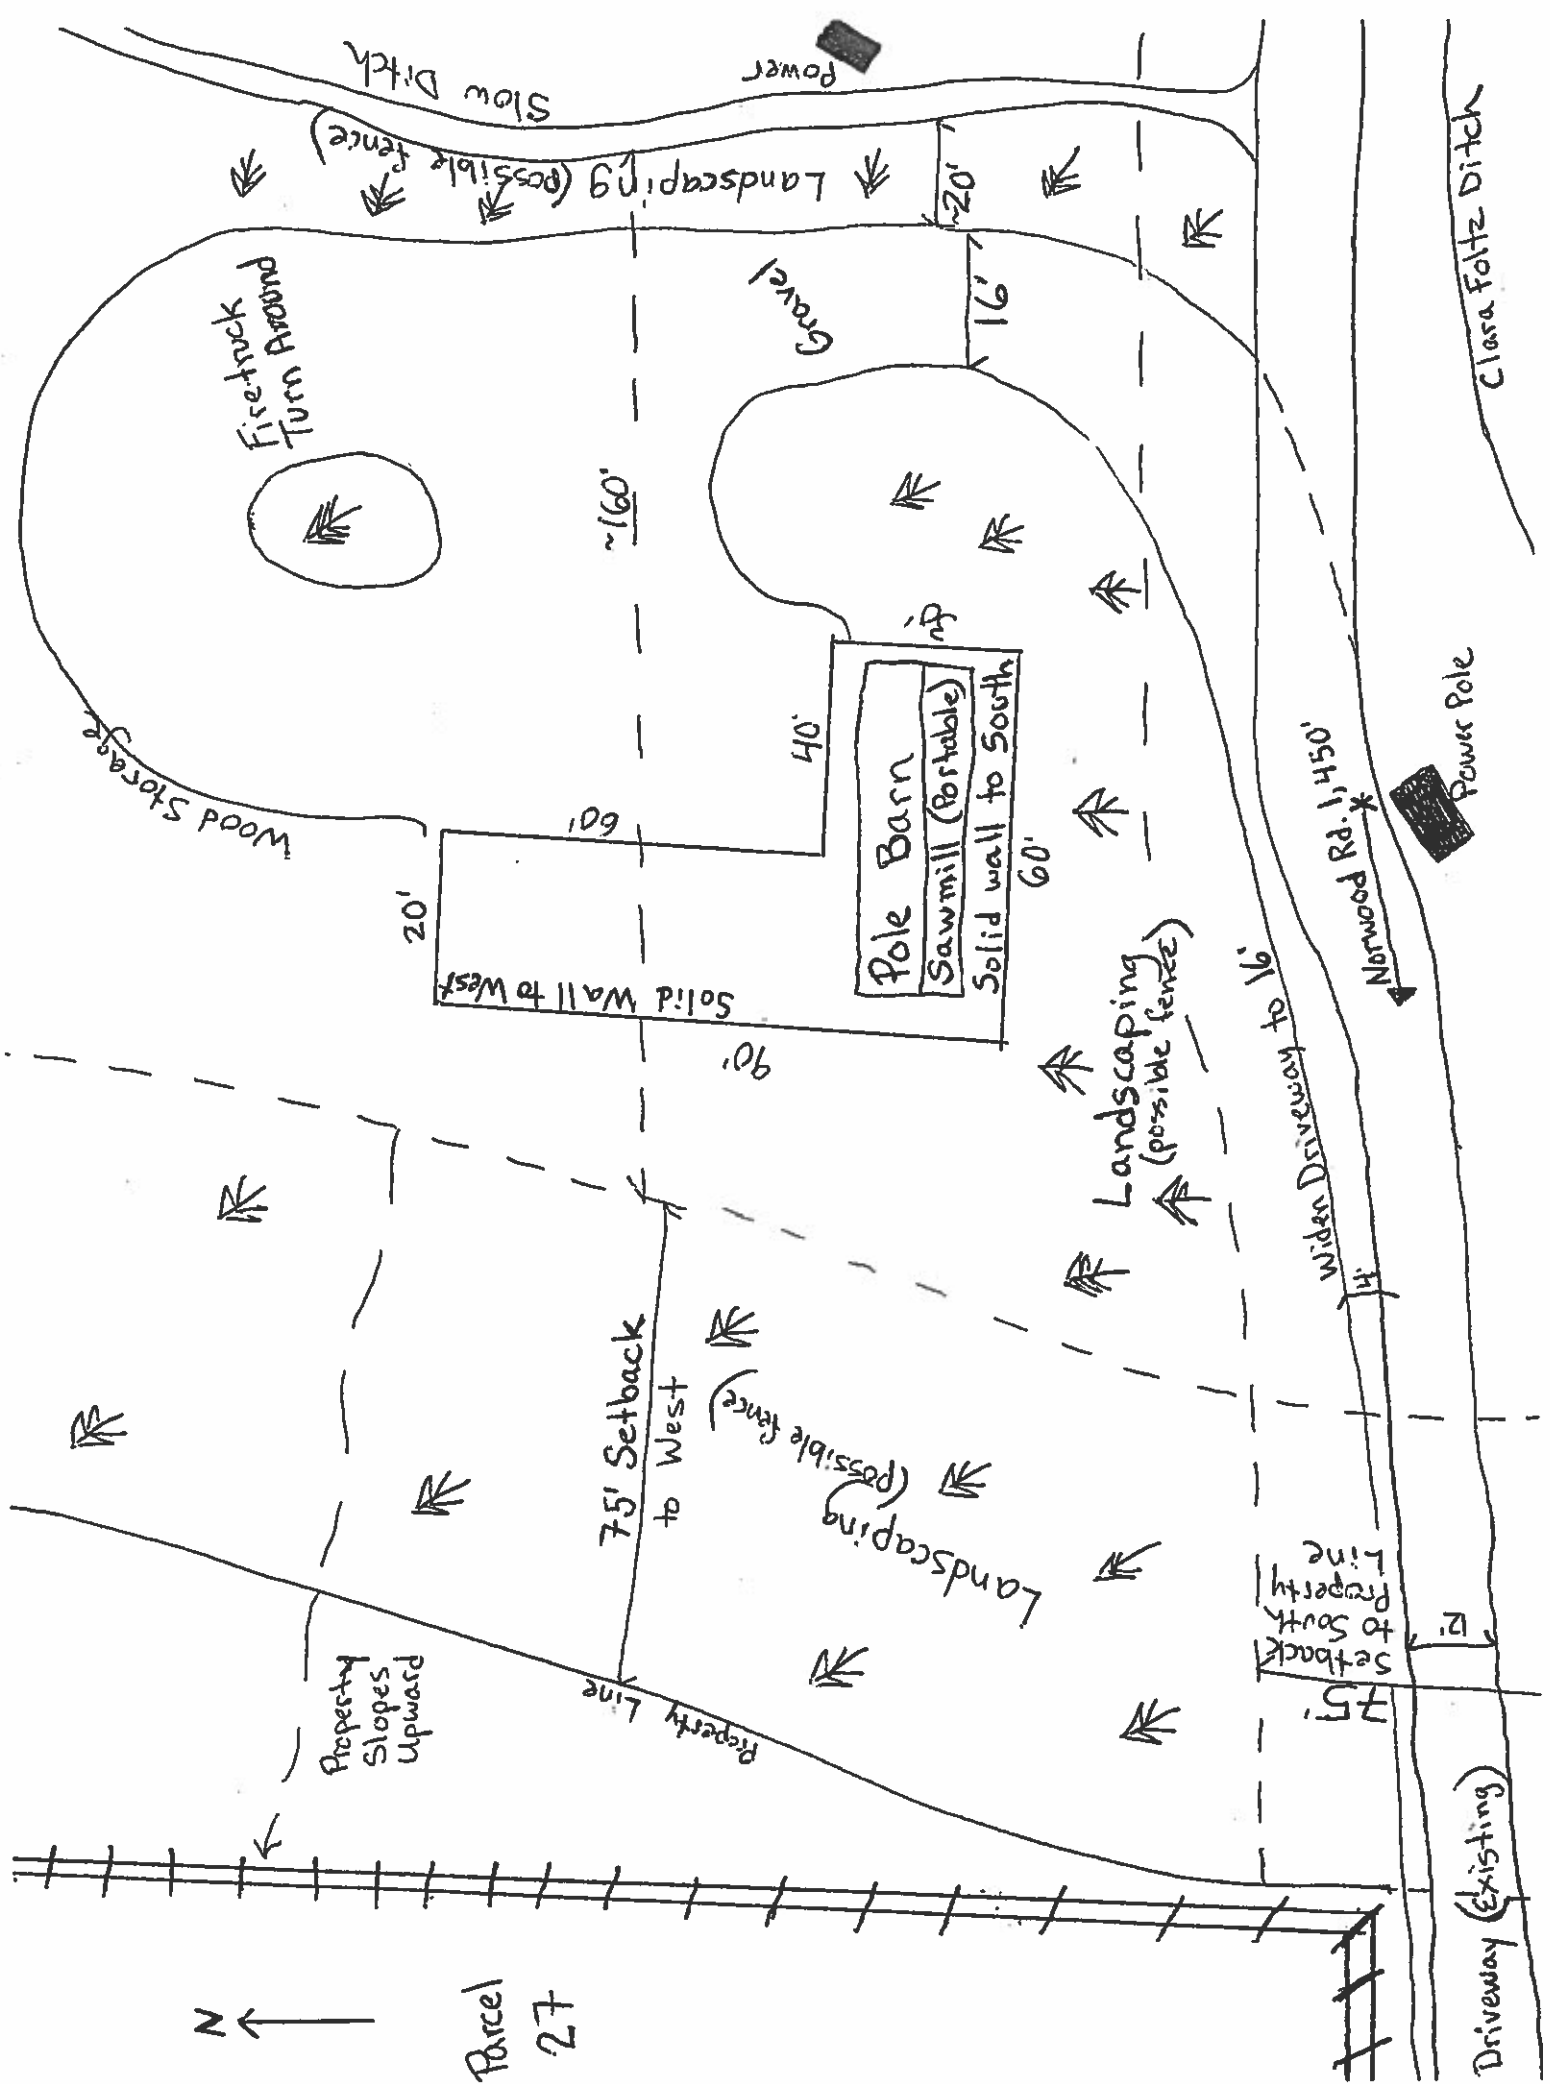 N
Parcel
27
Property
Slopes
Upward
Property Line
75' Setback
to West
Landscaping
(possible fence)
75'
Setback
to South
Property
Line
Driveway (Existing)
12'
4'
Widen Driveway to 16'
Norwood Rd. 1,450'
Power Pole
Landscaping
(possible fence)
Solid Wall to West
20'
60'
90'
40'
60'
Pole Barn
Sawmill (Portable)
Solid wall to South
up
Wood Storage
Firetruck
Turn Around
~160'
Gravel
16'
~20'
Landscaping (possible fence)
Slow Ditch
Power
Clara Foltz Ditch